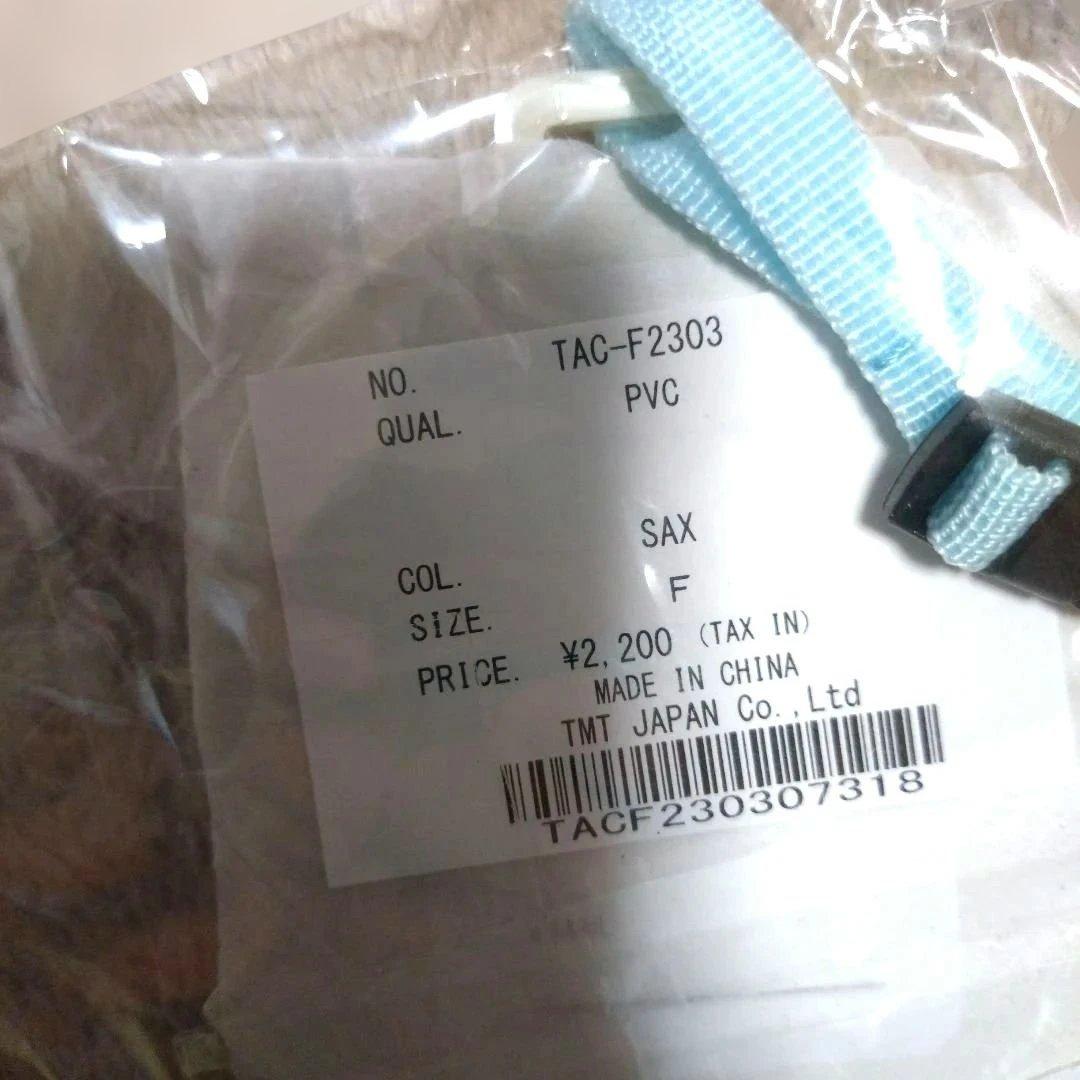 NO. TAC-F2303
QUAL. PVC
COL. SAX
SIZE. F
PRICE. ¥2,200 (TAX IN)
MADE IN CHINA
TMT JAPAN Co.,Ltd
TACF230307318